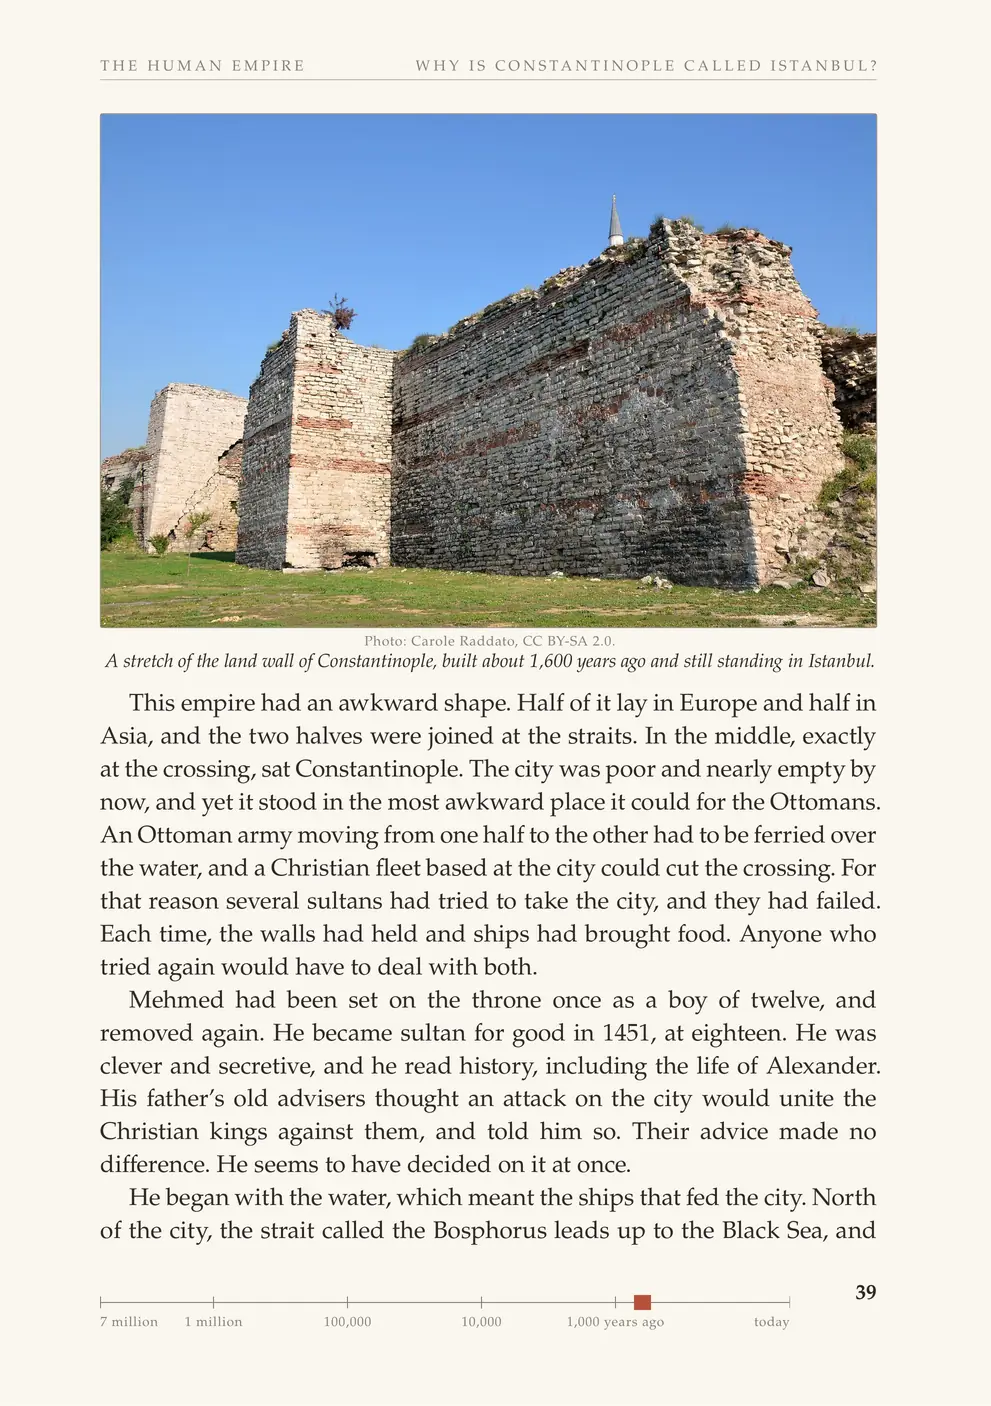 THE HUMAN EMPIRE
WHY IS CONSTANTINOPLE CALLED ISTANBUL?
Photo: Carole Raddato, CC BY-SA 2.0.
A stretch of the land wall of Constantinople, built about 1,600 years ago and still standing in Istanbul.
This empire had an awkward shape. Half of it lay in Europe and half in
Asia, and the two halves were joined at the straits. In the middle, exactly
at the crossing, sat Constantinople. The city was poor and nearly empty by
now, and yet it stood in the most awkward place it could for the Ottomans.
An Ottoman army moving from one half to the other had to be ferried over
the water, and a Christian fleet based at the city could cut the crossing. For
that reason several sultans had tried to take the city, and they had failed.
Each time, the walls had held and ships had brought food. Anyone who
tried again would have to deal with both.
Mehmed had been set on the throne once as a boy of twelve, and
removed again. He became sultan for good in 1451, at eighteen. He was
clever and secretive, and he read history, including the life of Alexander.
His father’s old advisers thought an attack on the city would unite the
Christian kings against them, and told him so. Their advice made no
difference. He seems to have decided on it at once.
He began with the water, which meant the ships that fed the city. North
of the city, the strait called the Bosphorus leads up to the Black Sea, and
39
7 million
1 million
100,000
10,000
1,000 years ago
today